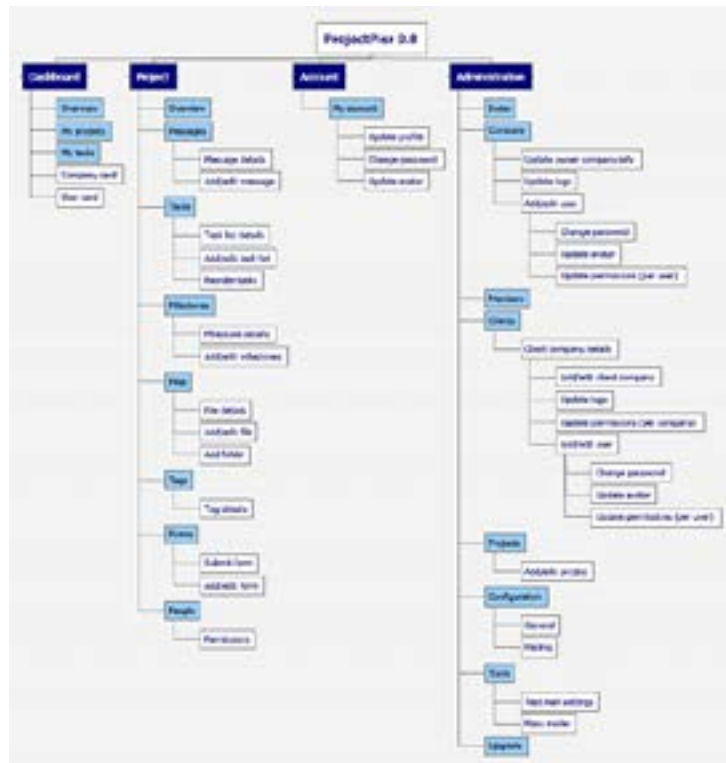 ProjectPier 0.8
Dashboard
Overview
My projects
My tasks
Company card
User card
Project
Overview
Messages
Message details
Add/edit message
Tasks
Task list details
Add/edit task list
Reorder tasks
Milestones
Milestone details
Add/edit milestones
Files
File details
Add/edit file
Add folder
Tags
Tag details
Forms
Submit form
Add/edit form
People
Permissions
Account
My account
Update profile
Change password
Update avatar
Administration
Index
Company
Update owner company info
Update logo
Add/edit user
Change password
Update avatar
Update permissions (per user)
Members
Clients
Client company details
Add/edit client company
Update logo
Update permissions (per company)
Add/edit user
Change password
Update avatar
Update permissions (per user)
Projects
Add/edit project
Configuration
General
Mailing
Tools
Test mail settings
Mass mailer
Upgrade